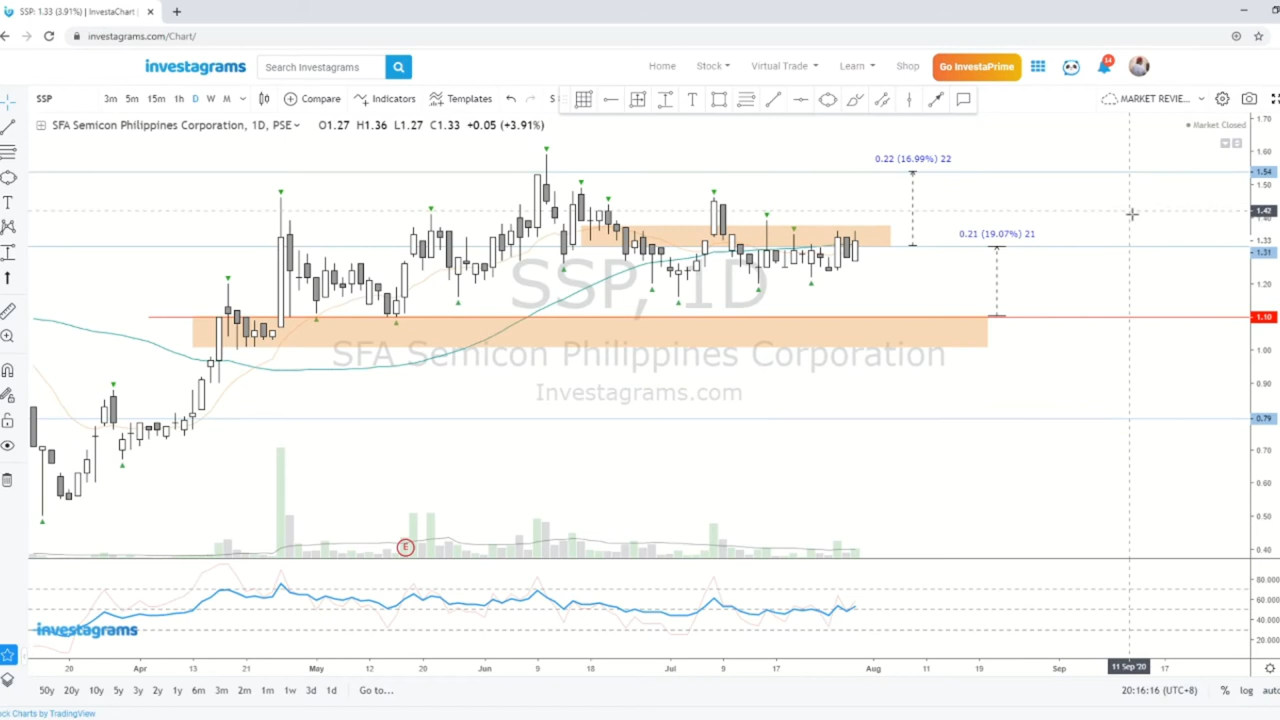 SSP: 1.33 (3.91%) | InvestaChart |
investagrams.com/Chart/
investagrams
Search Investagrams
Home Stock Virtual Trade Learn Shop Go InvestaPrime 14
SSP 3m 5m 15m 1h D W M Compare Indicators Templates S
MARKET REVIE...
SFA Semicon Philippines Corporation, 1D, PSE O1.27 H1.36 L1.27 C1.33 +0.05 (+3.91%)
Market Closed
1.70
1.60
1.54
1.50
1.42
1.40
1.33
1.31
1.20
1.10
1.00
0.90
0.79
0.70
0.60
0.50
0.40
0.22 (16.99%) 22
0.21 (19.07%) 21
SSP, 1D
SFA Semicon Philippines Corporation
Investagrams.com
E
80.000
60.000
40.000
20.000
investagrams
20 Apr 13 21 May 12 20 Jun 9 18 Jul 9 17 Aug 11 19 Sep 11 Sep '20 17
50y 20y 10y 5y 3y 2y 1y 6m 3m 2m 1m 1w 3d 1d Go to... 20:16:16 (UTC+8) % log auto
ock Charts by TradingView